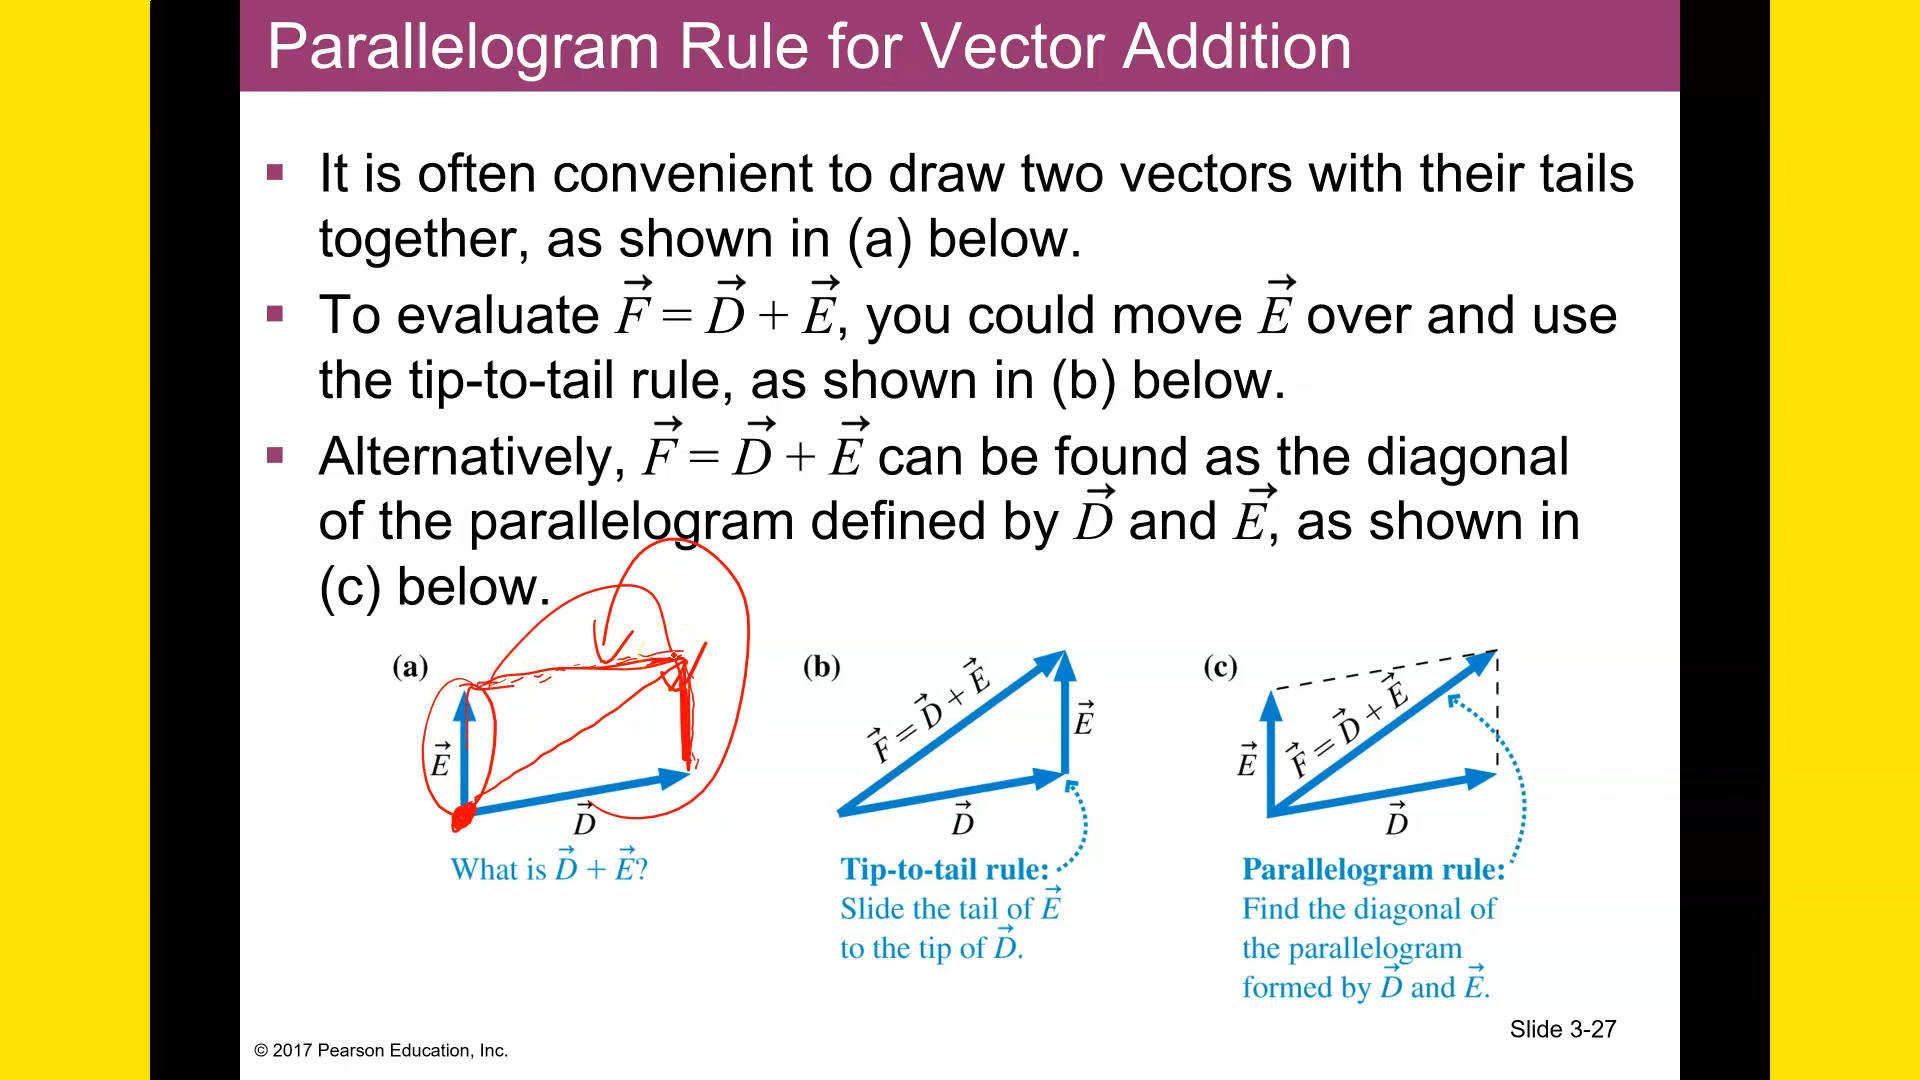 Parallelogram Rule for Vector Addition
▪ It is often convenient to draw two vectors with their tails
together, as shown in (a) below.
▪ To evaluate F⃗ = D⃗ + E⃗, you could move E⃗ over and use
the tip-to-tail rule, as shown in (b) below.
▪ Alternatively, F⃗ = D⃗ + E⃗ can be found as the diagonal
of the parallelogram defined by D⃗ and E⃗, as shown in
(c) below.
(a)
E⃗
D⃗
What is D⃗ + E⃗?
(b)
F⃗ = D⃗ + E⃗
E⃗
D⃗
Tip-to-tail rule:
Slide the tail of E⃗
to the tip of D⃗.
(c)
E⃗
F⃗ = D⃗ + E⃗
D⃗
Parallelogram rule:
Find the diagonal of
the parallelogram
formed by D⃗ and E⃗.
Slide 3-27
© 2017 Pearson Education, Inc.